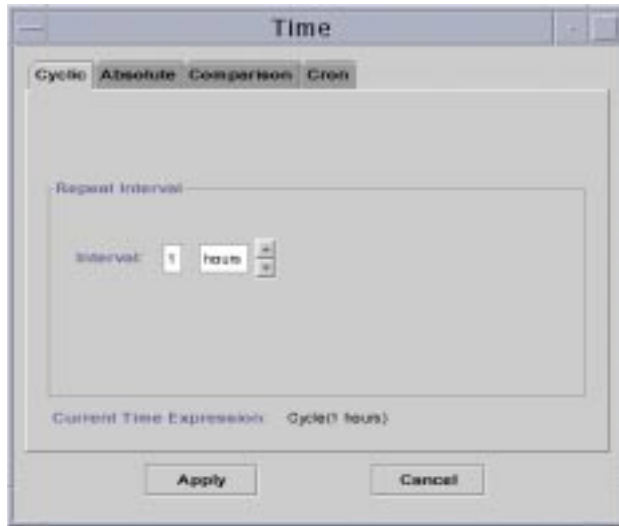 Time
Cyclic Absolute Comparison Cron
Repeat Interval
Interval: 1 hours
Current Time Expression: Cycle(1 hours)
Apply Cancel